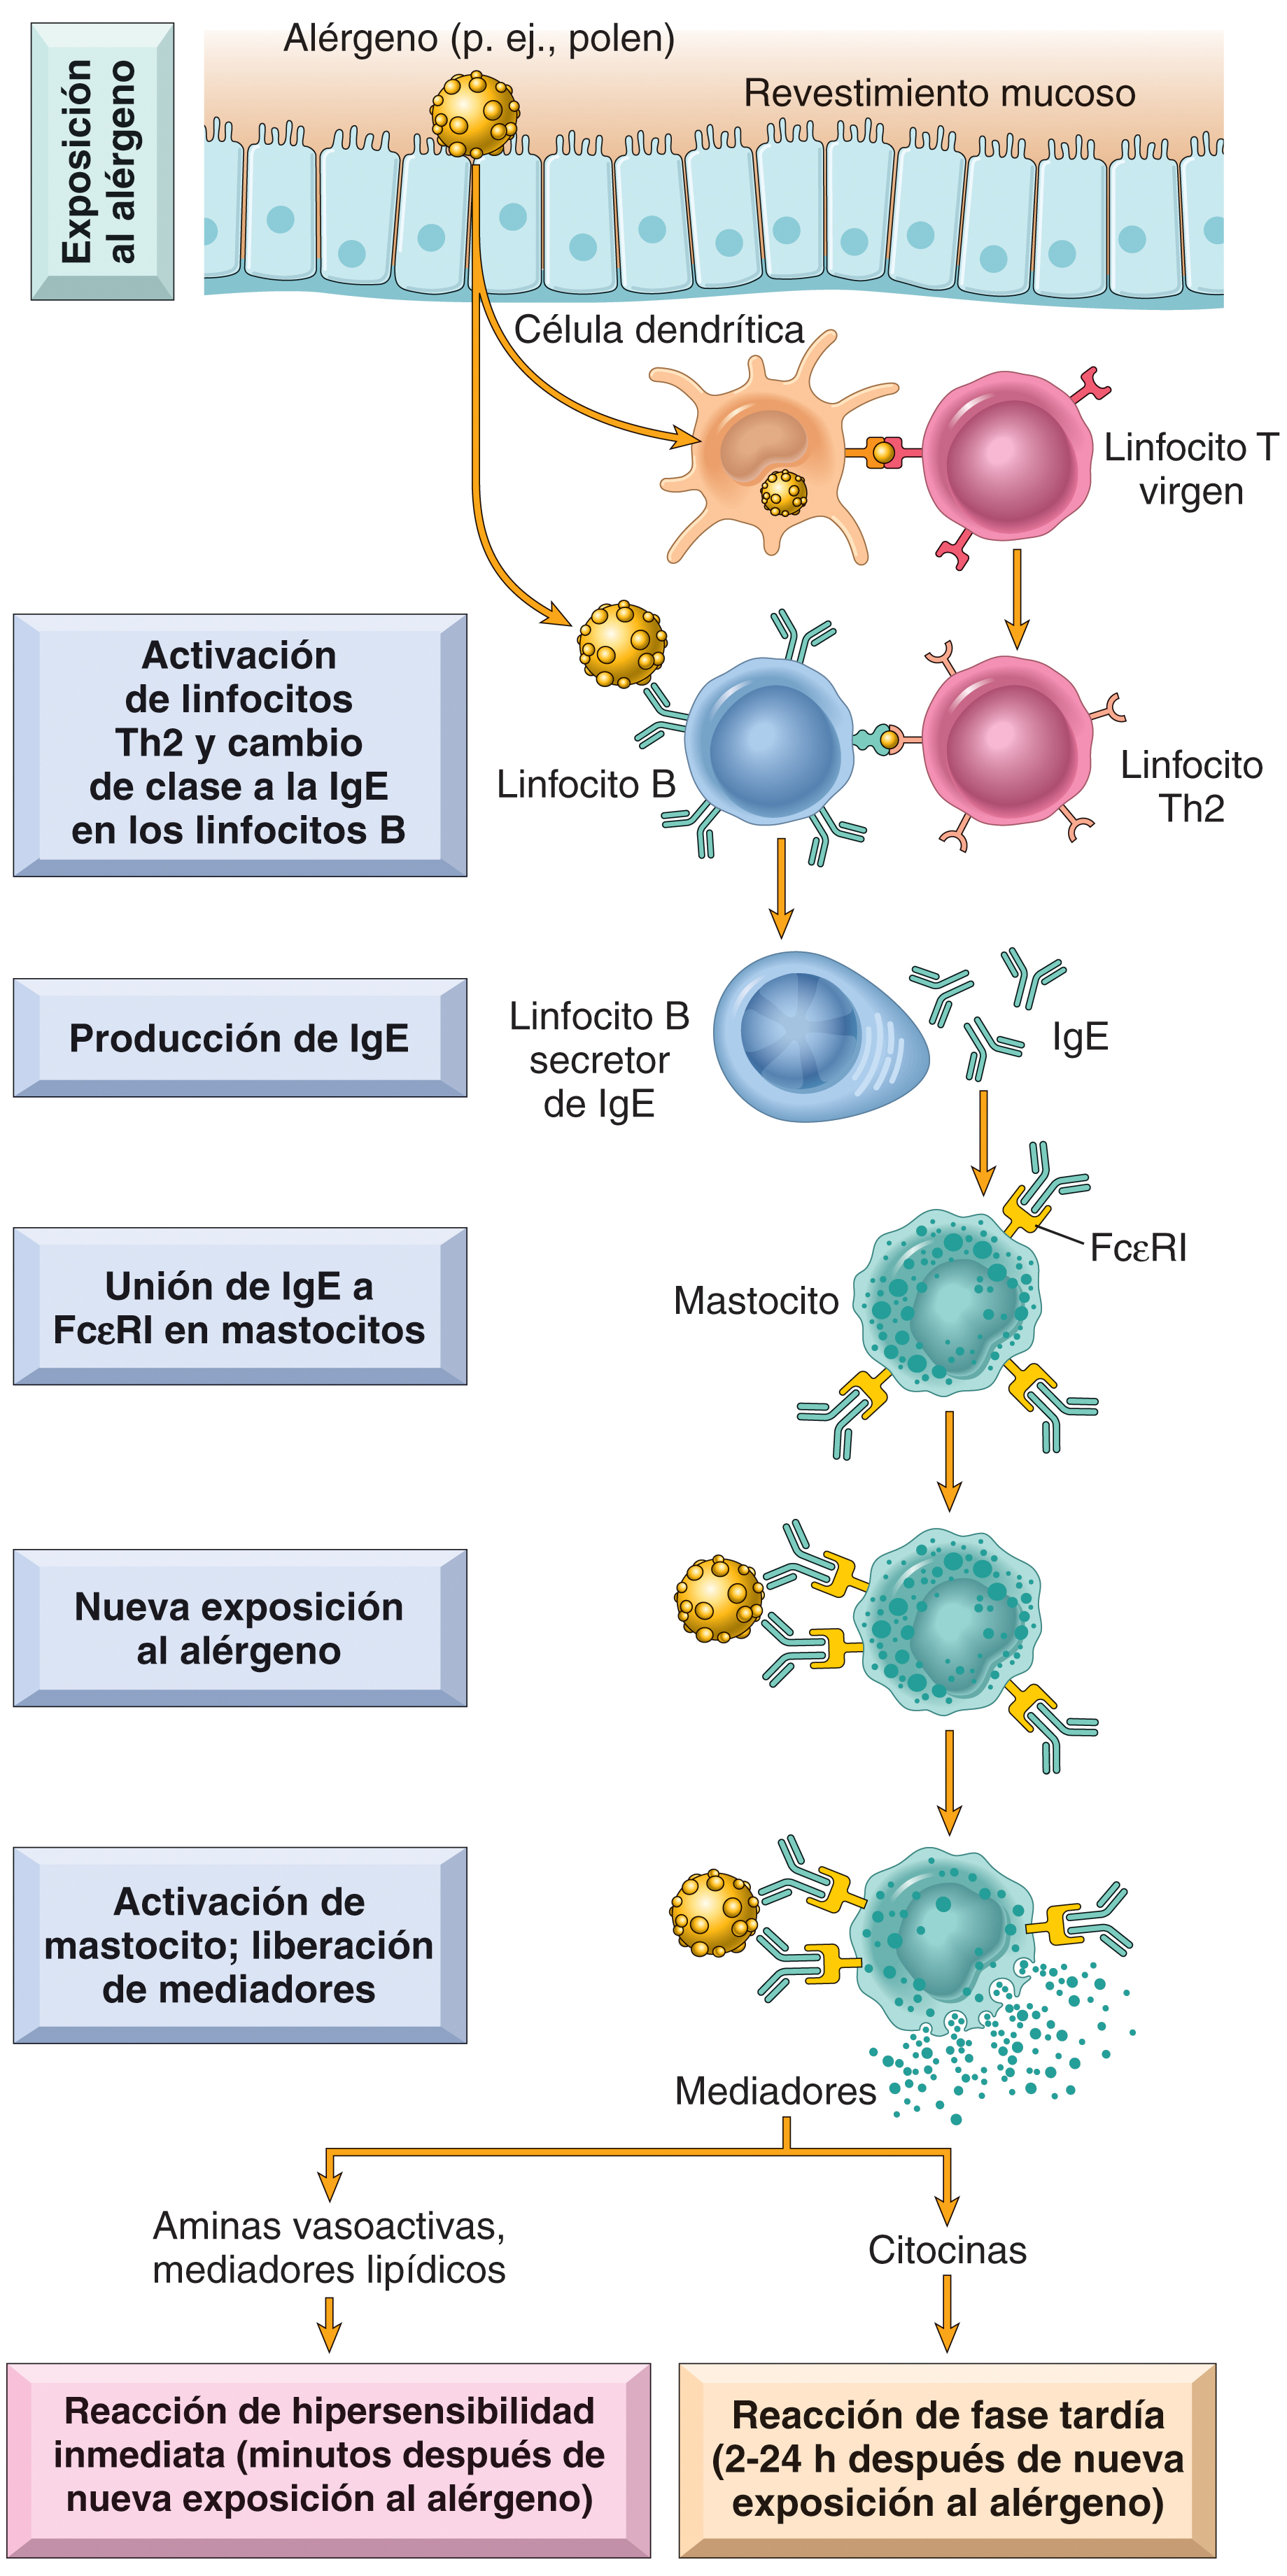 Exposición
al alérgeno
Alérgeno (p. ej., polen)
Revestimiento mucoso
Célula dendrítica
Linfocito T
virgen
Activación
de linfocitos
Th2 y cambio
de clase a la IgE
en los linfocitos B
Linfocito B
Linfocito
Th2
Producción de IgE
Linfocito B
secretor
de IgE
IgE
Unión de IgE a
FcεRI en mastocitos
Mastocito
FcεRI
Nueva exposición
al alérgeno
Activación de
mastocito; liberación
de mediadores
Mediadores
Aminas vasoactivas,
mediadores lipídicos
Citocinas
Reacción de hipersensibilidad
inmediata (minutos después de
nueva exposición al alérgeno)
Reacción de fase tardía
(2-24 h después de nueva
exposición al alérgeno)